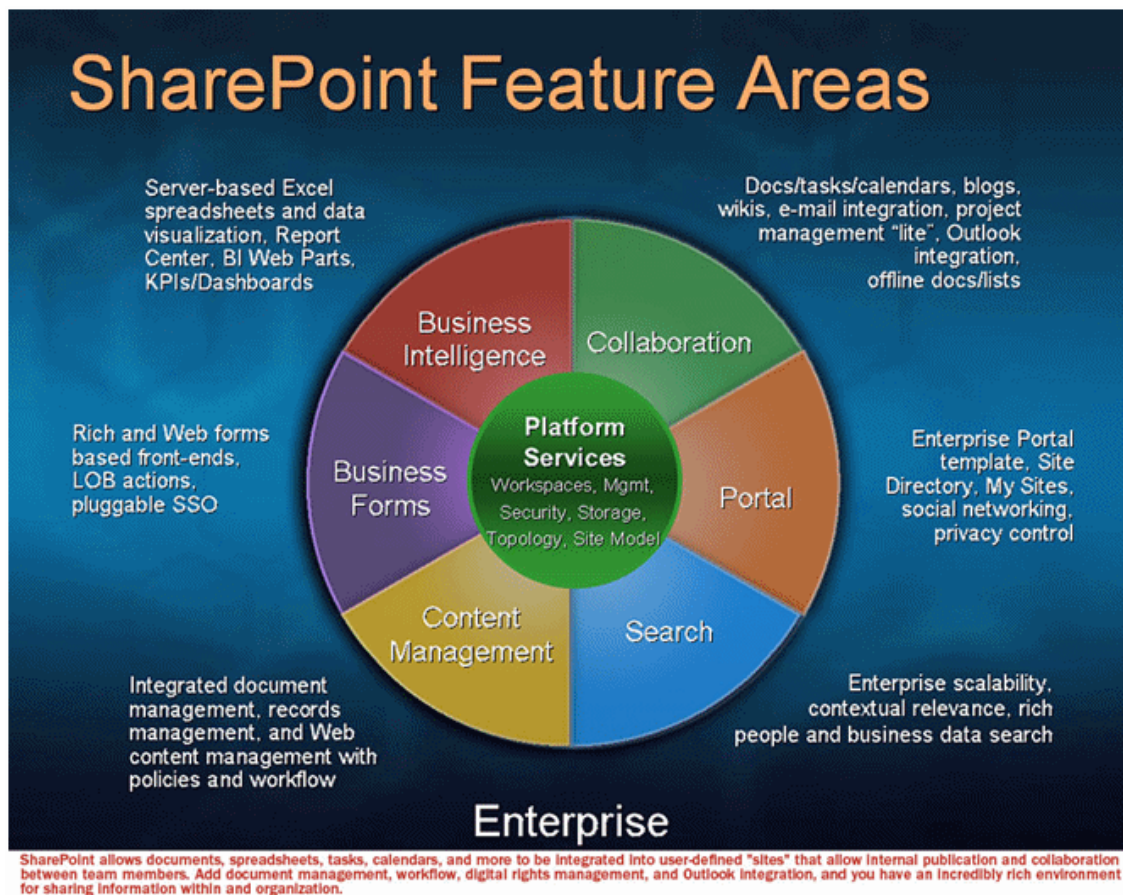 SharePoint Feature Areas
Server-based Excel
spreadsheets and data
visualization, Report
Center, BI Web Parts,
KPIs/Dashboards
Docs/tasks/calendars, blogs,
wikis, e-mail integration, project
management “lite”, Outlook
integration,
offline docs/lists
Business
Intelligence
Collaboration
Rich and Web forms
based front-ends,
LOB actions,
pluggable SSO
Business
Forms
Platform
Services
Workspaces, Mgmt,
Security, Storage,
Topology, Site Model
Portal
Enterprise Portal
template, Site
Directory, My Sites,
social networking,
privacy control
Content
Management
Search
Integrated document
management, records
management, and Web
content management with
policies and workflow
Enterprise scalability,
contextual relevance, rich
people and business data search
Enterprise
SharePoint allows documents, spreadsheets, tasks, calendars, and more to be integrated into user-defined "sites" that allow internal publication and collaboration
between team members. Add document management, workflow, digital rights management, and Outlook integration, and you have an incredibly rich environment
for sharing information within and organization.